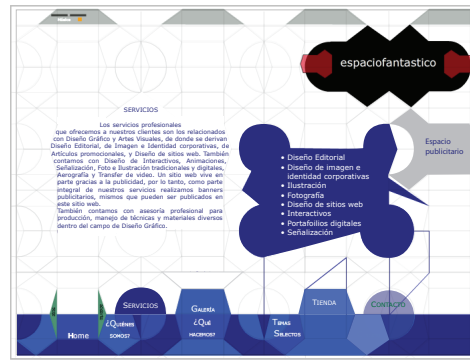 Home
espaciofantastico
SERVICIOS
Los servicios profesionales
que ofrecemos a nuestros clientes son los relacionados
con Diseño Gráfico y Artes Visuales, de donde se derivan
Diseño Editorial, de Imagen e Identidad corporativas, de
Artículos promocionales, y Diseño de sitios web. También
contamos con Diseño de Interactivos, Animaciones,
Señalización, Foto e Ilustración tradicionales y digitales,
Aerografía y Transfer de video. Un sitio web vive en
parte gracias a la publicidad, por lo tanto, como parte
integral de nuestros servicios realizamos banners
publicitarios, mismos que pueden ser publicados en
este sitio web.
También contamos con asesoría profesional para
producción, manejo de técnicas y materiales diversos
dentro del campo de Diseño Gráfico.
• Diseño Editorial
• Diseño de imagen e
identidad corporativas
• Ilustración
• Fotografía
• Diseño de sitios web
• Interactivos
• Portafoilios digitales
• Señalización
Espacio
publicitario
SERVICIOS
GALERÍA
TIENDA
CONTACTO
Home
¿QUIÉNES
SOMOS?
¿QUÉ
HACEMOS?
TEMAS
SELECTOS